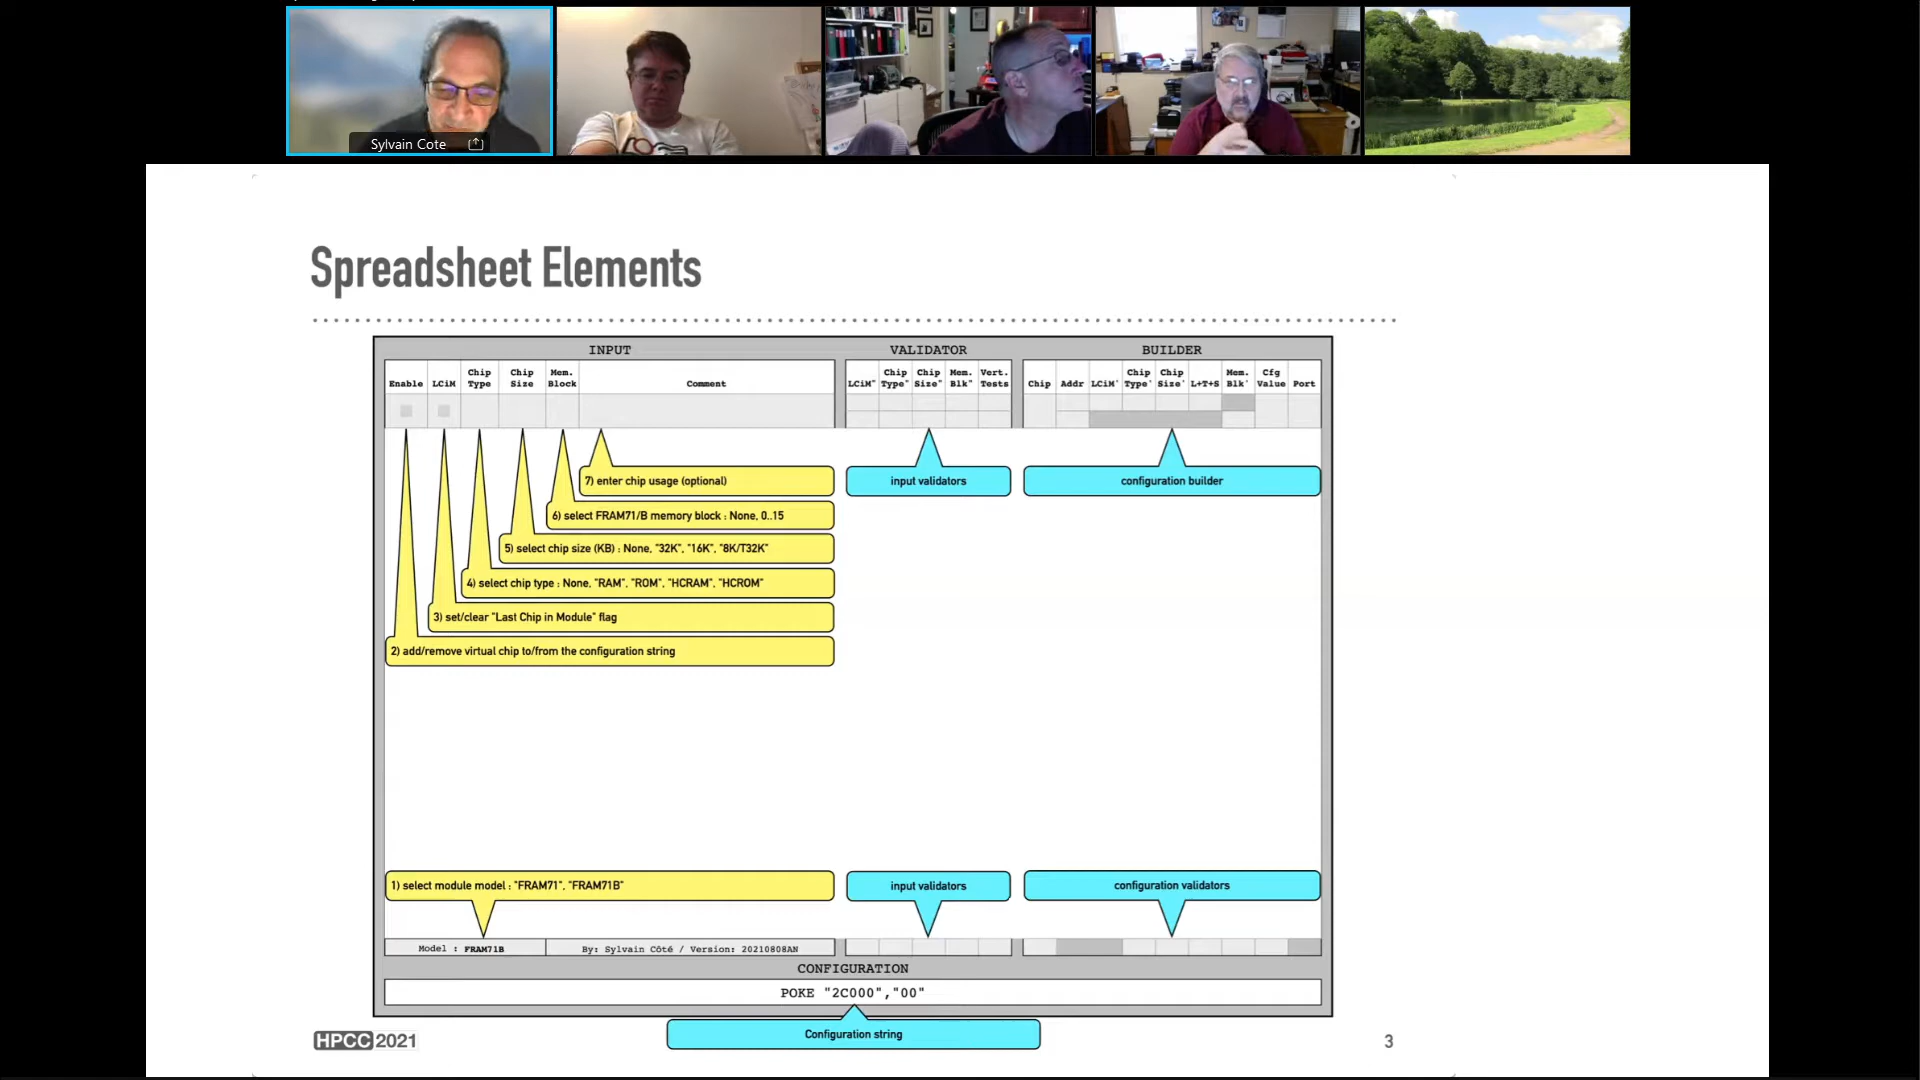 Sylvain Cote
Spreadsheet Elements
INPUT
VALIDATOR
BUILDER
Enable LCiM Chip Type Chip Size Mem. Block Comment
LCiM" Chip Type" Chip Size" Mem. Blk" Vert. Tests
Chip Addr LCiM' Chip Type' Chip Size' L+T+S Mem. Blk' Cfg Value Port
7) enter chip usage (optional)
input validators
configuration builder
6) select FRAM71/B memory block : None, 0..15
5) select chip size (KB) : None, "32K", "16K", "8K/T32K"
4) select chip type : None, "RAM", "ROM", "HCRAM", "HCROM"
3) set/clear "Last Chip in Module" flag
2) add/remove virtual chip to/from the configuration string
1) select module model : "FRAM71", "FRAM71B"
input validators
configuration validators
Model : FRAM71B
By: Sylvain Côté / Version: 20210808AN
CONFIGURATION
POKE "2C000","00"
Configuration string
HPCC 2021
3